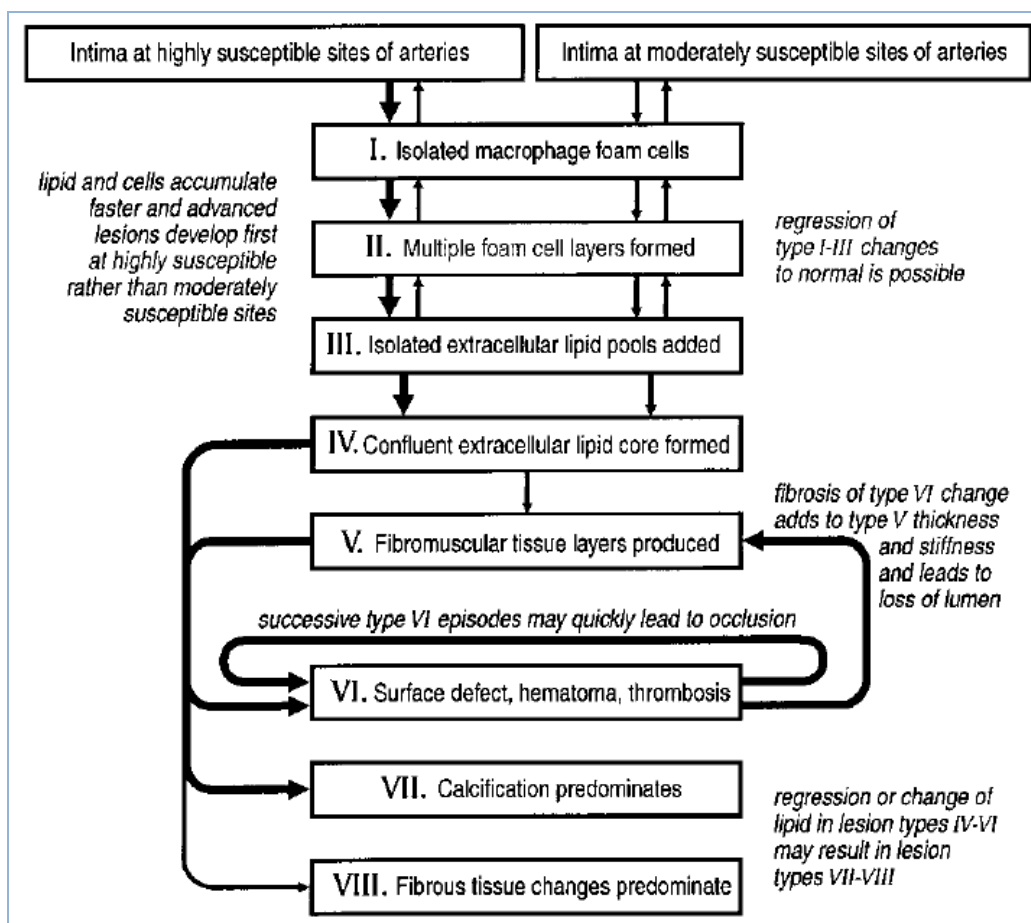 Intima at highly susceptible sites of arteries
Intima at moderately susceptible sites of arteries
I. Isolated macrophage foam cells
lipid and cells accumulate
faster and advanced
lesions develop first
at highly susceptible
rather than moderately
susceptible sites
II. Multiple foam cell layers formed
regression of
type I-III changes
to normal is possible
III. Isolated extracellular lipid pools added
IV. Confluent extracellular lipid core formed
V. Fibromuscular tissue layers produced
fibrosis of type VI change
adds to type V thickness
and stiffness
and leads to
loss of lumen
successive type VI episodes may quickly lead to occlusion
VI. Surface defect, hematoma, thrombosis
VII. Calcification predominates
regression or change of
lipid in lesion types IV-VI
may result in lesion
types VII-VIII
VIII. Fibrous tissue changes predominate